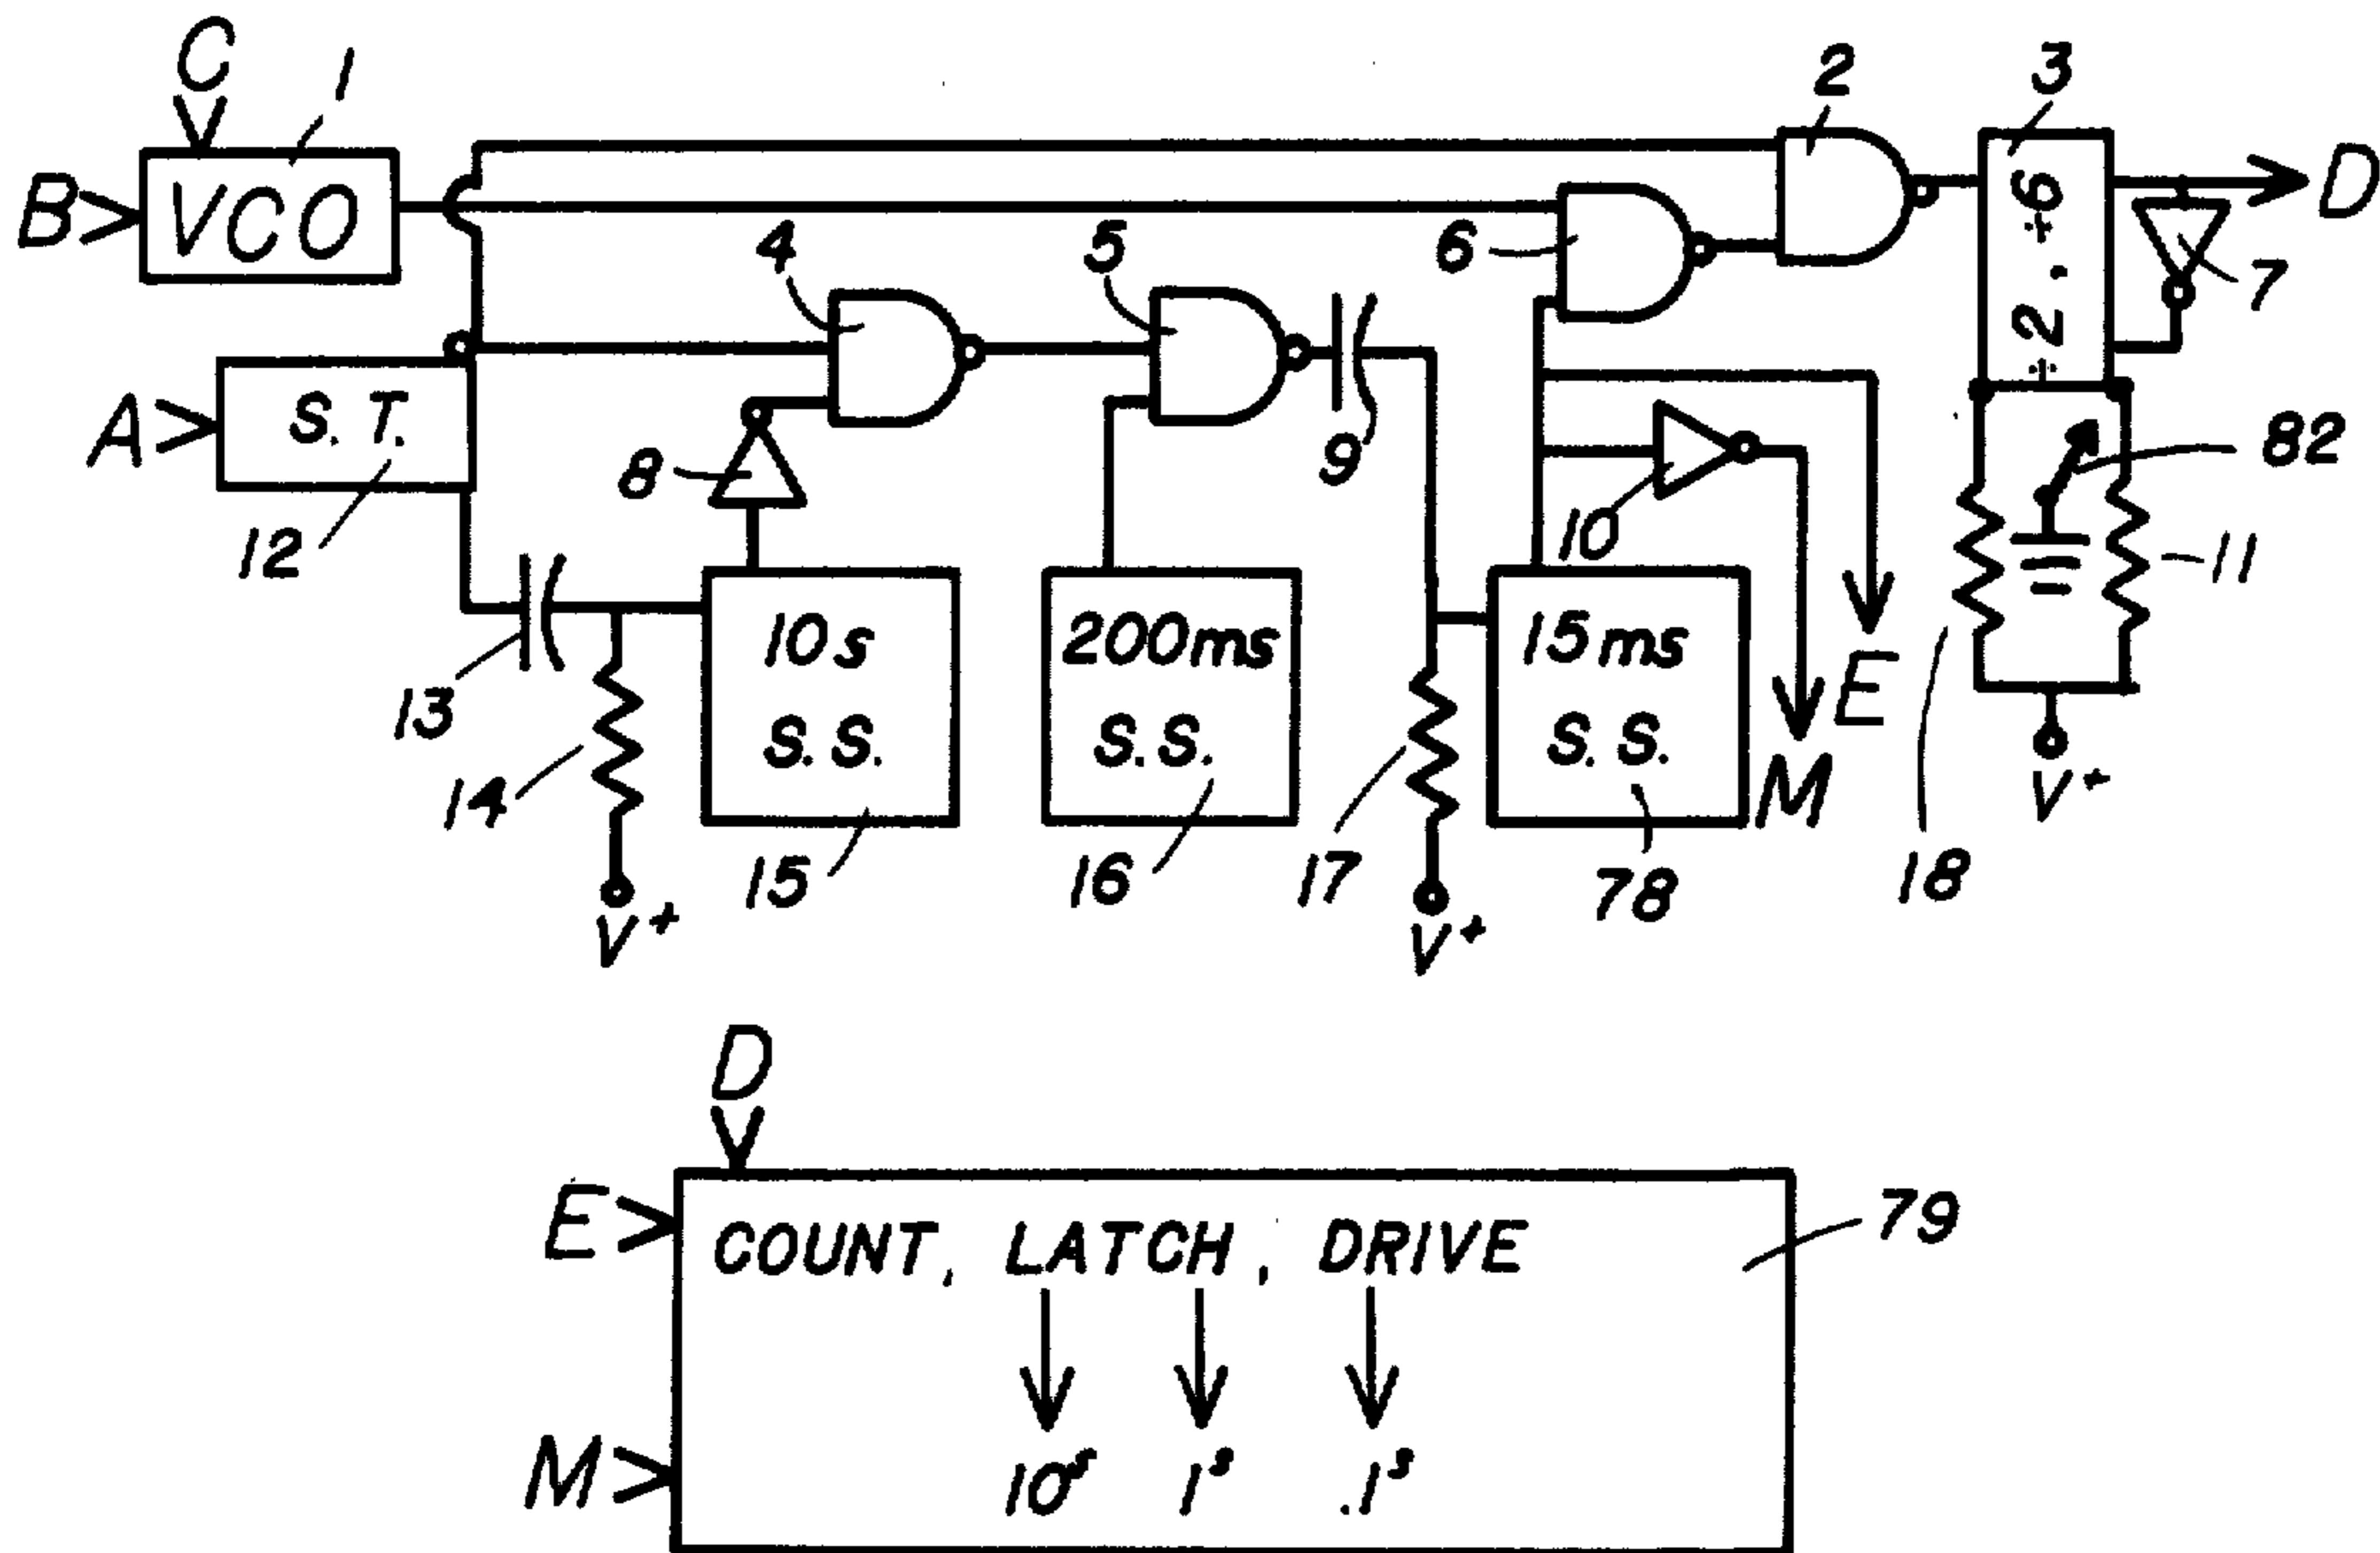 C 1 2 3
B VCO 4 5 6 ÷2.÷6 D
7
A S.T. 8 9 10 82
12 11
13 10s 200ms 15ms E
S.S. S.S. S.S. M V+
14 15 16 17 78 18
V+ V+
D
E COUNT, LATCH, DRIVE 79
M 10s 1s .1s